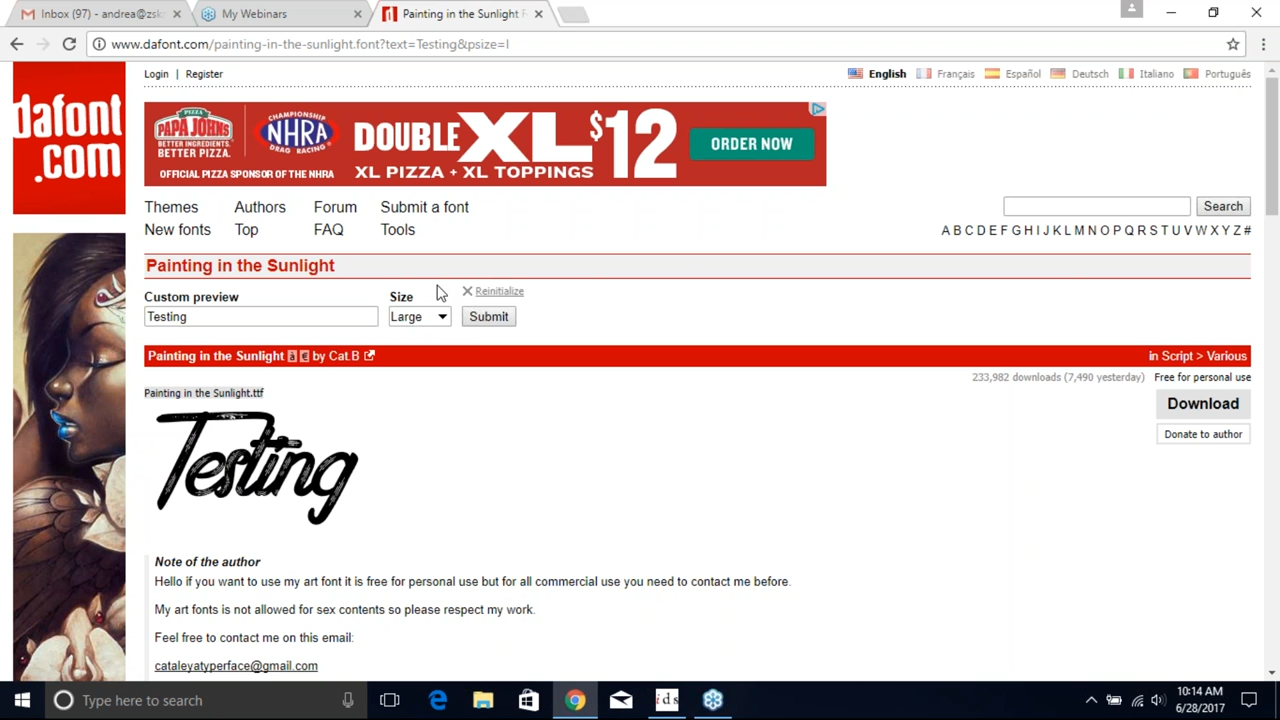 Inbox (97) - andrea@zsk
My Webinars
Painting in the Sunlight F
www.dafont.com/painting-in-the-sunlight.font?text=Testing&psize=l
dafont
.com
Login | Register
English Français Español Deutsch Italiano Português
PIZZA
PAPA JOHNS
BETTER INGREDIENTS.
BETTER PIZZA.
CHAMPIONSHIP
NHRA
DRAG RACING
DOUBLE XL $12
XL PIZZA + XL TOPPINGS
OFFICIAL PIZZA SPONSOR OF THE NHRA
ORDER NOW
Themes Authors Forum Submit a font
New fonts Top FAQ Tools
Search
A B C D E F G H I J K L M N O P Q R S T U V W X Y Z #
Painting in the Sunlight
Custom preview Size Reinitialize
Testing Large Submit
Painting in the Sunlight à € by Cat.B in Script > Various
233,982 downloads (7,490 yesterday) Free for personal use
Painting in the Sunlight.ttf
Download
Donate to author
Testing
Note of the author
Hello if you want to use my art font it is free for personal use but for all commercial use you need to contact me before.
My art fonts is not allowed for sex contents so please respect my work.
Feel free to contact me on this email:
cataleyatyperface@gmail.com
Type here to search
ids
10:14 AM
6/28/2017